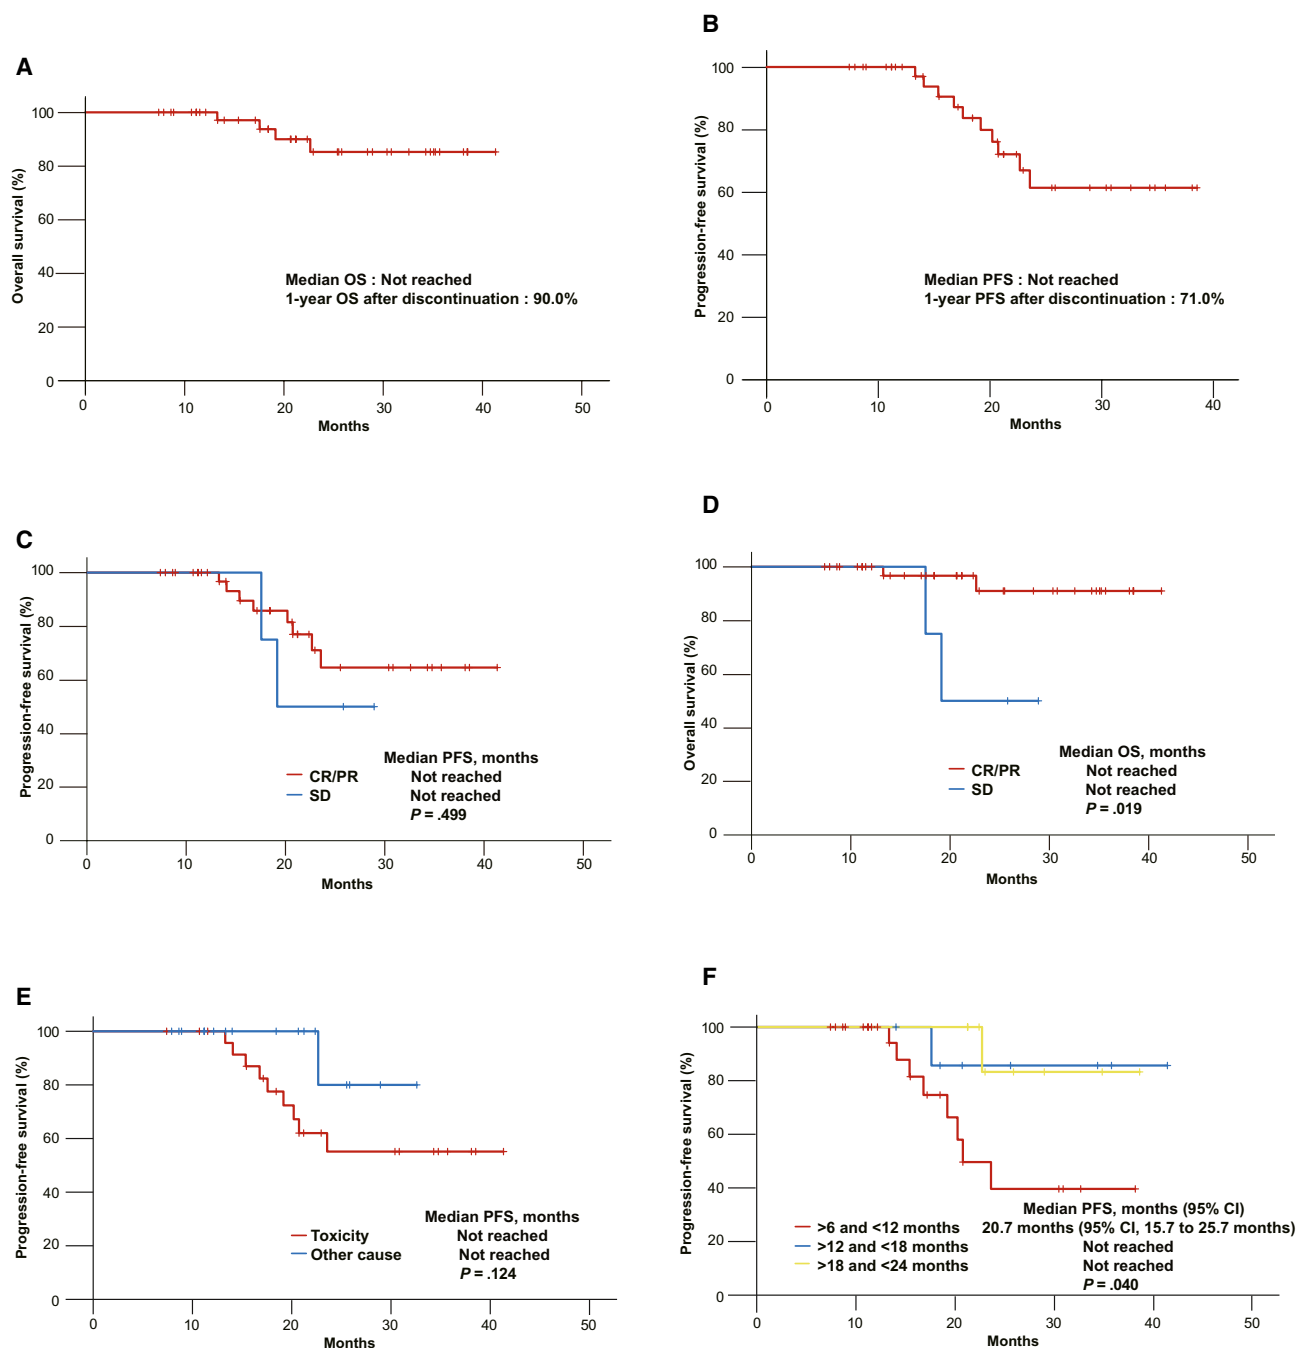 A
Overall survival (%)
100
80
60
40
20
0
0 10 20 30 40 50
Months
Median OS : Not reached
1-year OS after discontinuation : 90.0%
B
Progression-free survival (%)
100
80
60
40
20
0
0 10 20 30 40
Months
Median PFS : Not reached
1-year PFS after discontinuation : 71.0%
C
Progression-free survival (%)
100
80
60
40
20
0
0 10 20 30 40 50
Months
Median PFS, months
CR/PR Not reached
SD Not reached
P = .499
D
Overall survival (%)
100
80
60
40
20
0
0 10 20 30 40 50
Months
Median OS, months
CR/PR Not reached
SD Not reached
P = .019
E
Progression-free survival (%)
100
80
60
40
20
0
0 10 20 30 40 50
Months
Median PFS, months
Toxicity Not reached
Other cause Not reached
P = .124
F
Progression-free survival (%)
100
80
60
40
20
0
0 10 20 30 40 50
Months
Median PFS, months (95% CI)
>6 and <12 months 20.7 months (95% CI, 15.7 to 25.7 months)
>12 and <18 months Not reached
>18 and <24 months Not reached
P = .040